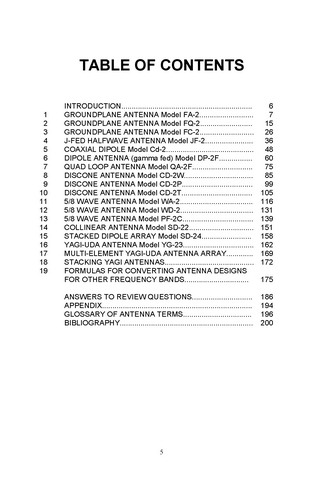 TABLE OF CONTENTS
INTRODUCTION................................................................ 6
1 GROUNDPLANE ANTENNA Model FA-2.......................... 7
2 GROUNDPLANE ANTENNA Model FQ-2......................... 15
3 GROUNDPLANE ANTENNA Model FC-2.......................... 26
4 J-FED HALFWAVE ANTENNA Model JF-2....................... 36
5 COAXIAL DIPOLE Model Cd-2.......................................... 48
6 DIPOLE ANTENNA (gamma fed) Model DP-2F................ 60
7 QUAD LOOP ANTENNA Model QA-2F............................. 75
8 DISCONE ANTENNA Model CD-2W................................. 85
9 DISCONE ANTENNA Model CD-2P.................................. 99
10 DISCONE ANTENNA Model CD-2T.................................. 105
11 5/8 WAVE ANTENNA Model WA-2.................................... 116
12 5/8 WAVE ANTENNA Model WD-2.................................... 131
13 5/8 WAVE ANTENNA Model PF-2C.................................. 139
14 COLLINEAR ANTENNA Model SD-22............................... 151
15 STACKED DIPOLE ARRAY Model SD-24........................ 158
16 YAGI-UDA ANTENNA Model YG-23.................................. 162
17 MULTI-ELEMENT YAGI-UDA ANTENNA ARRAY............. 169
18 STACKING YAGI ANTENNAS........................................... 172
19 FORMULAS FOR CONVERTING ANTENNA DESIGNS
FOR OTHER FREQUENCY BANDS............................... 175
ANSWERS TO REVIEW QUESTIONS............................. 186
APPENDIX......................................................................... 194
GLOSSARY OF ANTENNA TERMS................................. 196
BIBLIOGRAPHY................................................................. 200
5